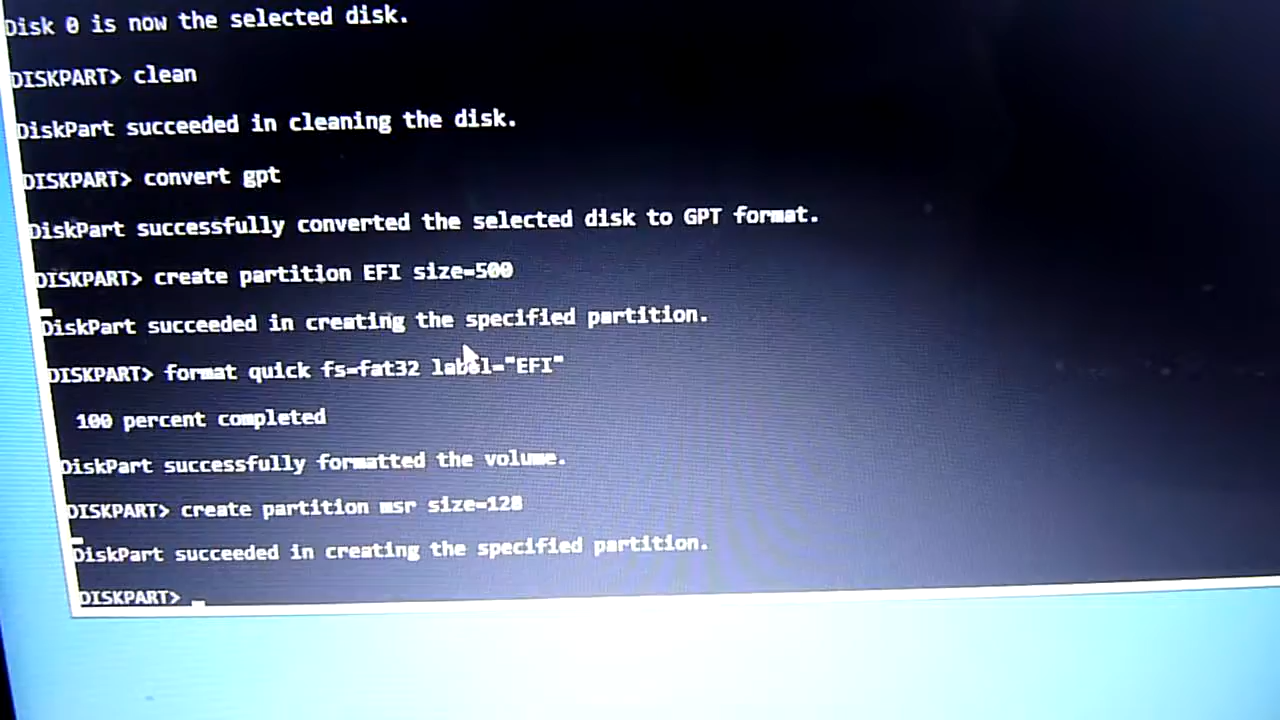 Disk 0 is now the selected disk.
DISKPART> clean
DiskPart succeeded in cleaning the disk.
DISKPART> convert gpt
DiskPart successfully converted the selected disk to GPT format.
DISKPART> create partition EFI size=500
DiskPart succeeded in creating the specified partition.
DISKPART> format quick fs=fat32 label="EFI"
100 percent completed
DiskPart successfully formatted the volume.
DISKPART> create partition msr size=128
DiskPart succeeded in creating the specified partition.
DISKPART>